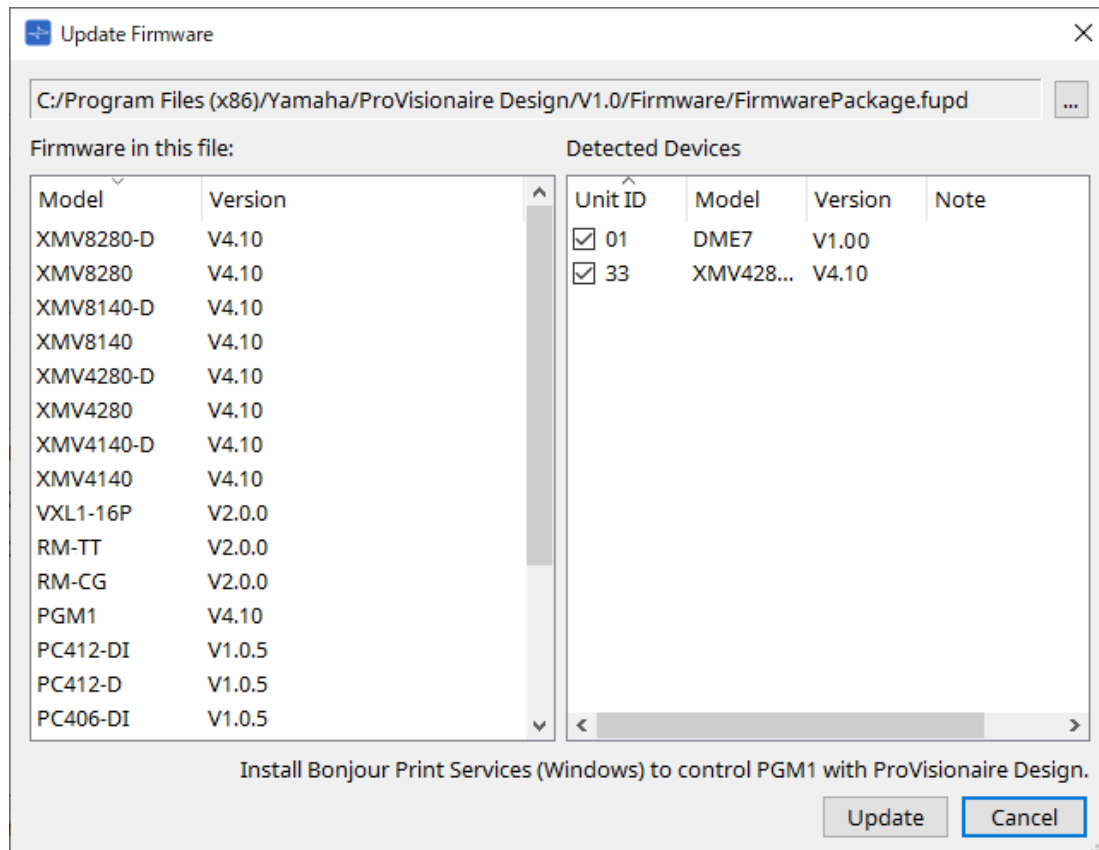 Update Firmware
C:/Program Files (x86)/Yamaha/ProVisionaire Design/V1.0/Firmware/FirmwarePackage.fupd
...
Firmware in this file:
Model Version
XMV8280-D V4.10
XMV8280 V4.10
XMV8140-D V4.10
XMV8140 V4.10
XMV4280-D V4.10
XMV4280 V4.10
XMV4140-D V4.10
XMV4140 V4.10
VXL1-16P V2.0.0
RM-TT V2.0.0
RM-CG V2.0.0
PGM1 V4.10
PC412-DI V1.0.5
PC412-D V1.0.5
PC406-DI V1.0.5
Detected Devices
Unit ID Model Version Note
01 DME7 V1.00
33 XMV428... V4.10
Install Bonjour Print Services (Windows) to control PGM1 with ProVisionaire Design.
Update Cancel